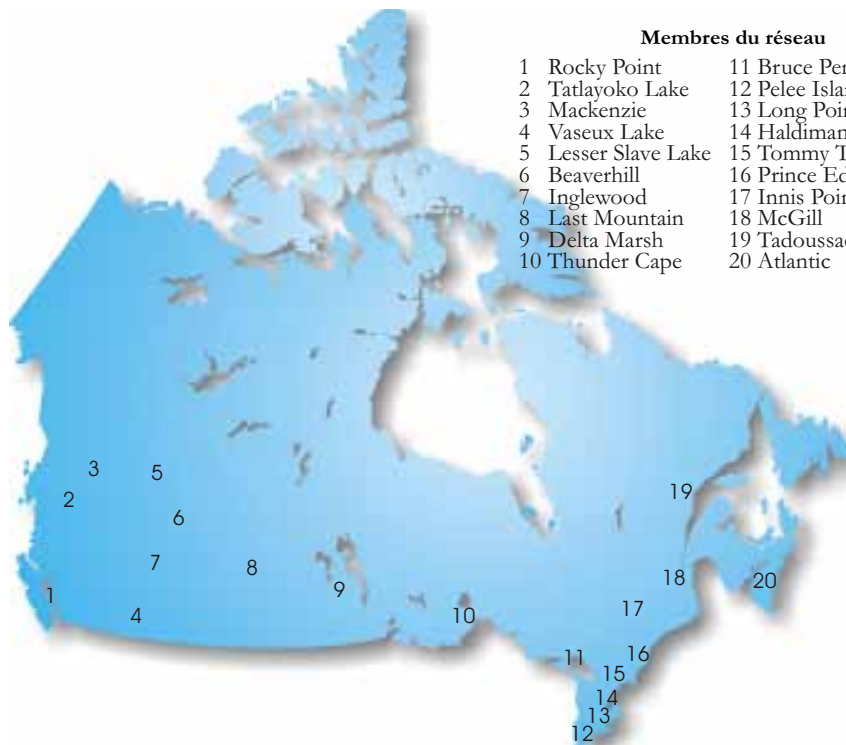 Membres du réseau
1 Rocky Point
2 Tatlayoko Lake
3 Mackenzie
4 Vaseux Lake
5 Lesser Slave Lake
6 Beaverhill
7 Inglewood
8 Last Mountain
9 Delta Marsh
10 Thunder Cape
11 Bruce
12 Pelee
13 Long
14
15 Tommy
16 Prince
17 Innis
18 McGill
19
20 Atlantic
3
5
2
6
19
7
8
9
18
20
1
4
10
17
11
16
15
14
13
12